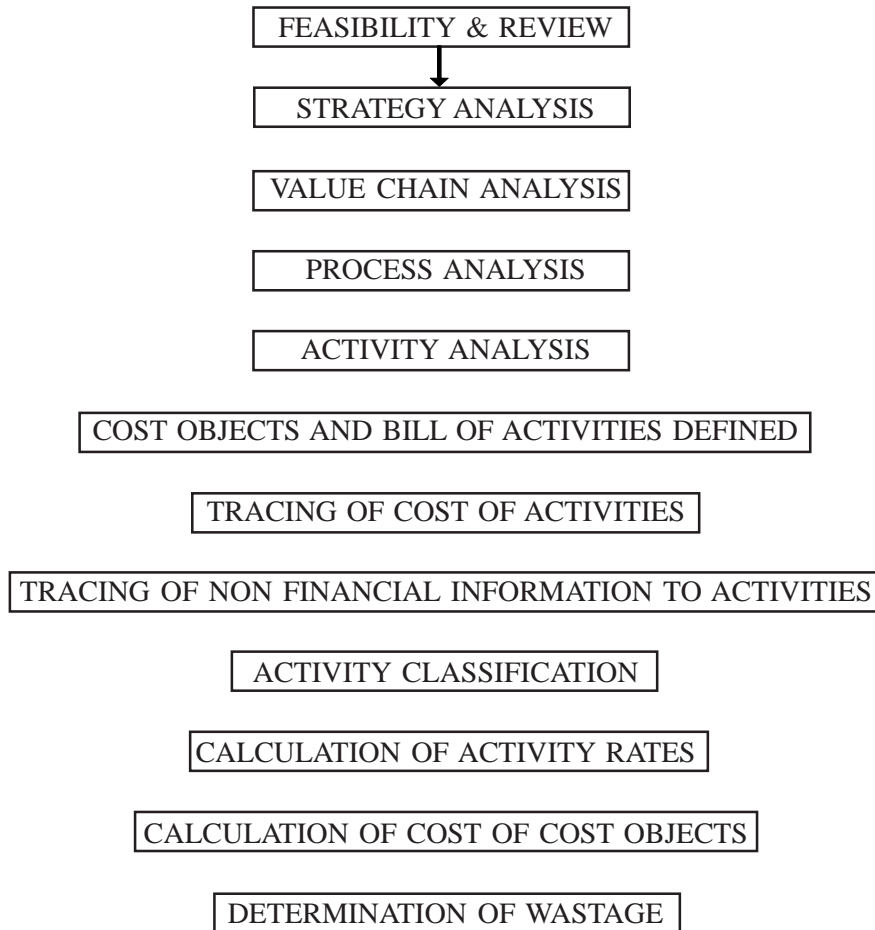 FEASIBILITY & REVIEW
STRATEGY ANALYSIS
VALUE CHAIN ANALYSIS
PROCESS ANALYSIS
ACTIVITY ANALYSIS
COST OBJECTS AND BILL OF ACTIVITIES DEFINED
TRACING OF COST OF ACTIVITIES
TRACING OF NON FINANCIAL INFORMATION TO ACTIVITIES
ACTIVITY CLASSIFICATION
CALCULATION OF ACTIVITY RATES
CALCULATION OF COST OF COST OBJECTS
DETERMINATION OF WASTAGE